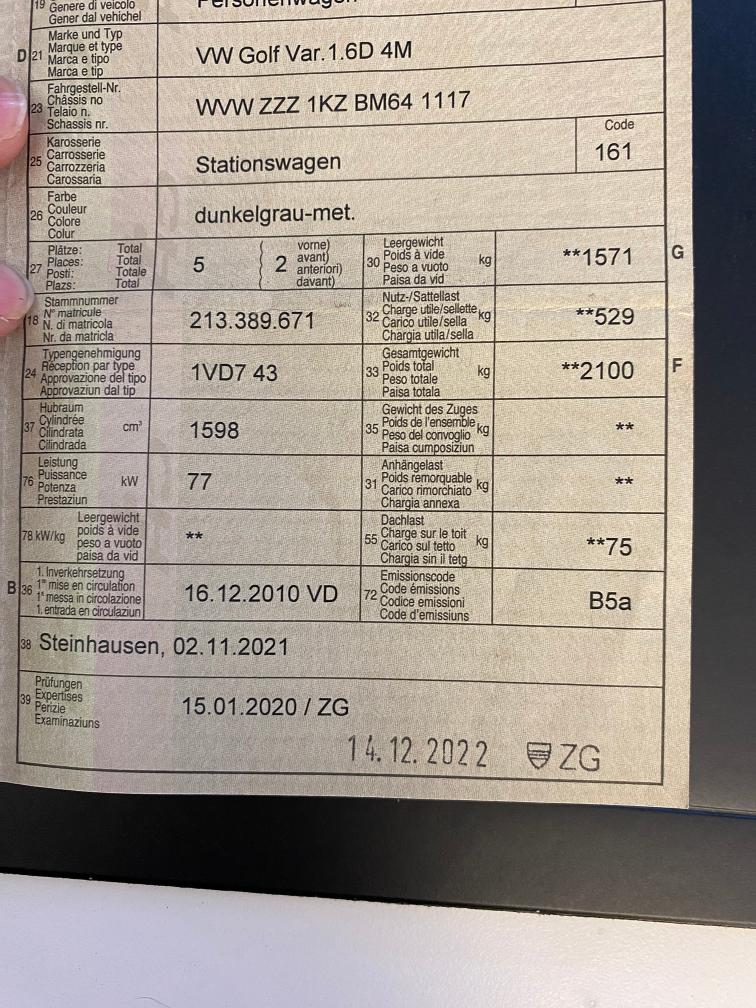 19 Genere di veicolo
Gener dal vehichel
Personenwagen
D 21 Marke und Typ
Marque et type
Marca e tipo
Marca e tip
VW Golf Var.1.6D 4M
23 Fahrgestell-Nr.
Châssis no
Telaio n.
Schassis nr.
WVW ZZZ 1KZ BM64 1117
25 Karosserie
Carrosserie
Carrozzeria
Carossaria
Stationswagen
Code
161
26 Farbe
Couleur
Colore
Colur
dunkelgrau-met.
27 Plätze: Total
Places: Total
Posti: Totale
Plazs: Total
5 ( 2 vorne)
avant)
anteriori)
davant)
30 Leergewicht
Poids à vide
Peso a vuoto
Paisa da vid
kg
**1571
G
18 Stammnummer
N° matricule
N. di matricola
Nr. da matricla
213.389.671
32 Nutz-/Sattellast
Charge utile/sellette
Carico utile/sella
Chargia utila/sella
kg
**529
24 Typengenehmigung
Réception par type
Approvazione del tipo
Approvaziun dal tip
1VD7 43
33 Gesamtgewicht
Poids total
Peso totale
Paisa totala
kg
**2100
F
37 Hubraum
Cylindrée
Cilindrata
Cilindrada
cm³
1598
35 Gewicht des Zuges
Poids de l'ensemble
Peso del convoglio
Paisa cumposiziun
kg
**
76 Leistung
Puissance
Potenza
Prestaziun
kW
77
31 Anhängelast
Poids remorquable
Carico rimorchiato
Chargia annexa
kg
**
78 kW/kg Leergewicht
poids à vide
peso a vuoto
paisa da vid
**
55 Dachlast
Charge sur le toit
Carico sul tetto
Chargia sin il tetg
kg
**75
B 36 1. Inverkehrsetzung
1re mise en circulation
1a messa in circolazione
1. entrada en circulaziun
16.12.2010 VD
72 Emissionscode
Code émissions
Codice emissioni
Code d'emissiuns
B5a
38 Steinhausen, 02.11.2021
39 Prüfungen
Expertises
Perizie
Examinaziuns
15.01.2020 / ZG
14.12.2022 ZG